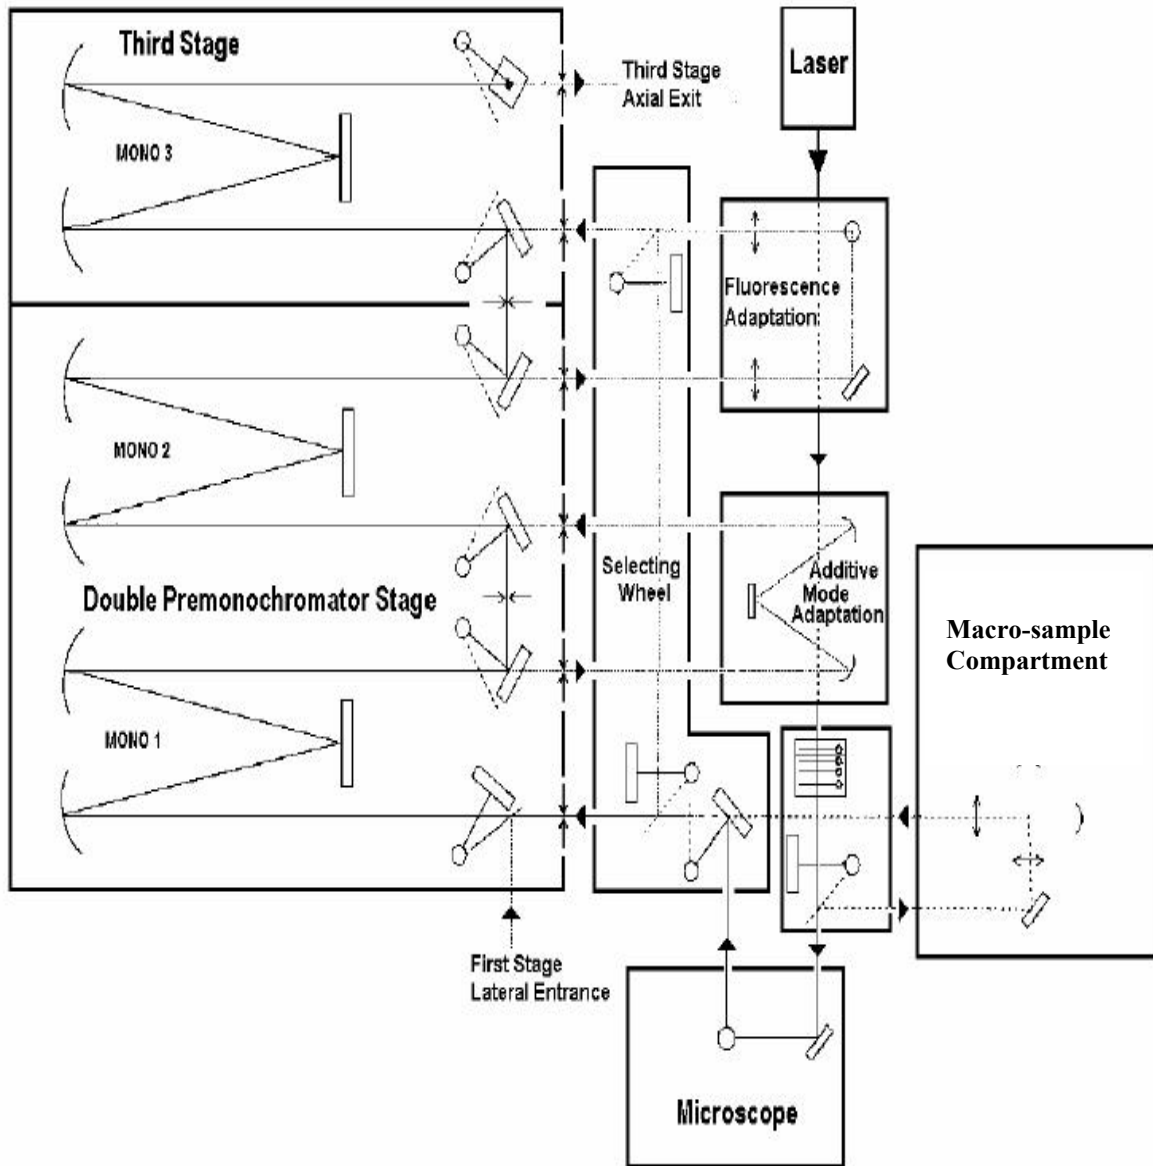 Third Stage
Laser
Third Stage
Axial Exit
MONO 3
Fluorescence
Adaptation
MONO 2
Selecting
Wheel
Additive
Mode
Adaptation
Double Premonochromator Stage
Macro-sample
Compartment
MONO 1
First Stage
Lateral Entrance
Microscope